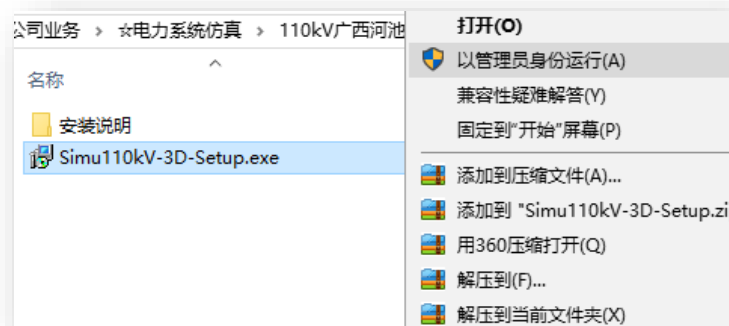 公司业务 > ☆电力系统仿真 > 110kV广西河池
名称
安装说明
Simu110kV-3D-Setup.exe
打开(O)
以管理员身份运行(A)
兼容性疑难解答(Y)
固定到"开始"屏幕(P)
添加到压缩文件(A)...
添加到 "Simu110kV-3D-Setup.zi
用360压缩打开(Q)
解压到(F)...
解压到当前文件夹(X)